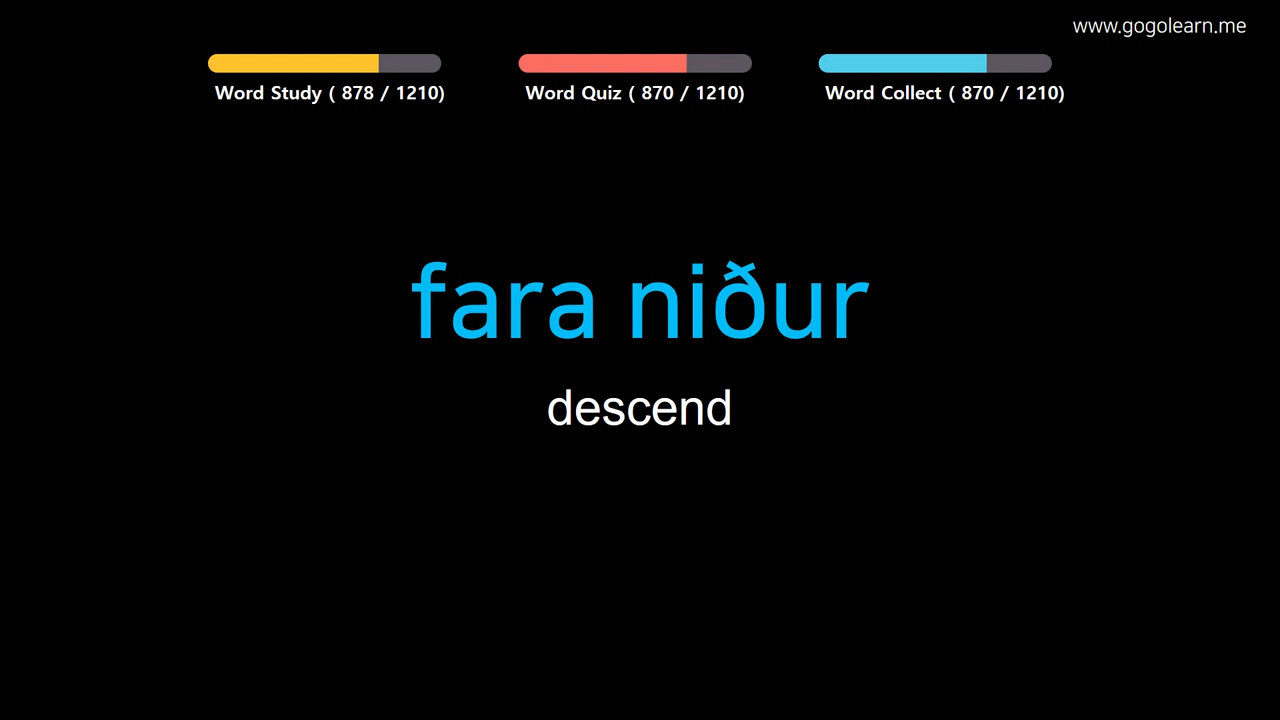 www.gogolearn.me
Word Study ( 878 / 1210)
Word Quiz ( 870 / 1210)
Word Collect ( 870 / 1210)
fara niður
descend